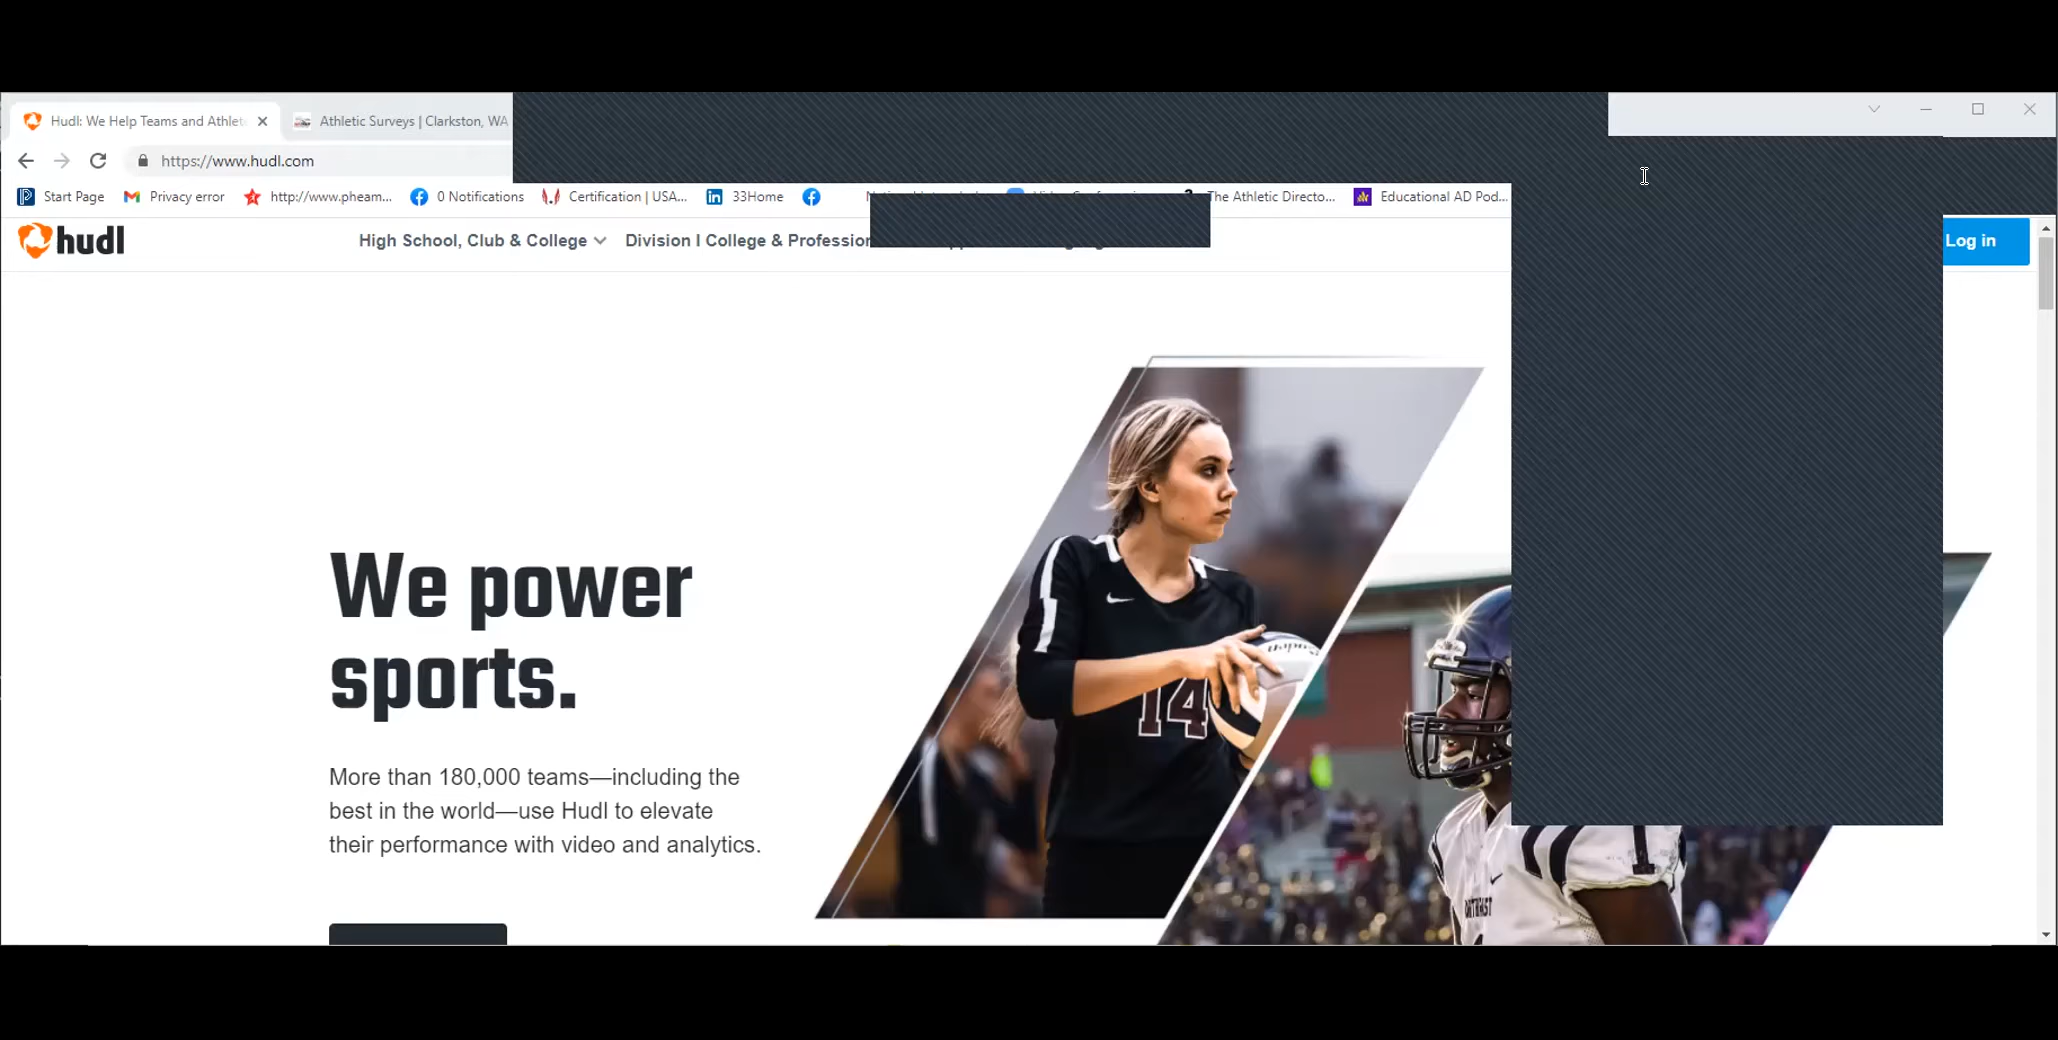 Hudl: We Help Teams and Athlet
Athletic Surveys | Clarkston, WA
https://www.hudl.com
Start Page
Privacy error
http://www.pheam...
0 Notifications
Certification | USA...
33Home
The Athletic Directo...
Educational AD Pod...
hudl
High School, Club & College
Division I College & Profession
Log in
We power
sports.
More than 180,000 teams—including the
best in the world—use Hudl to elevate
their performance with video and analytics.
14